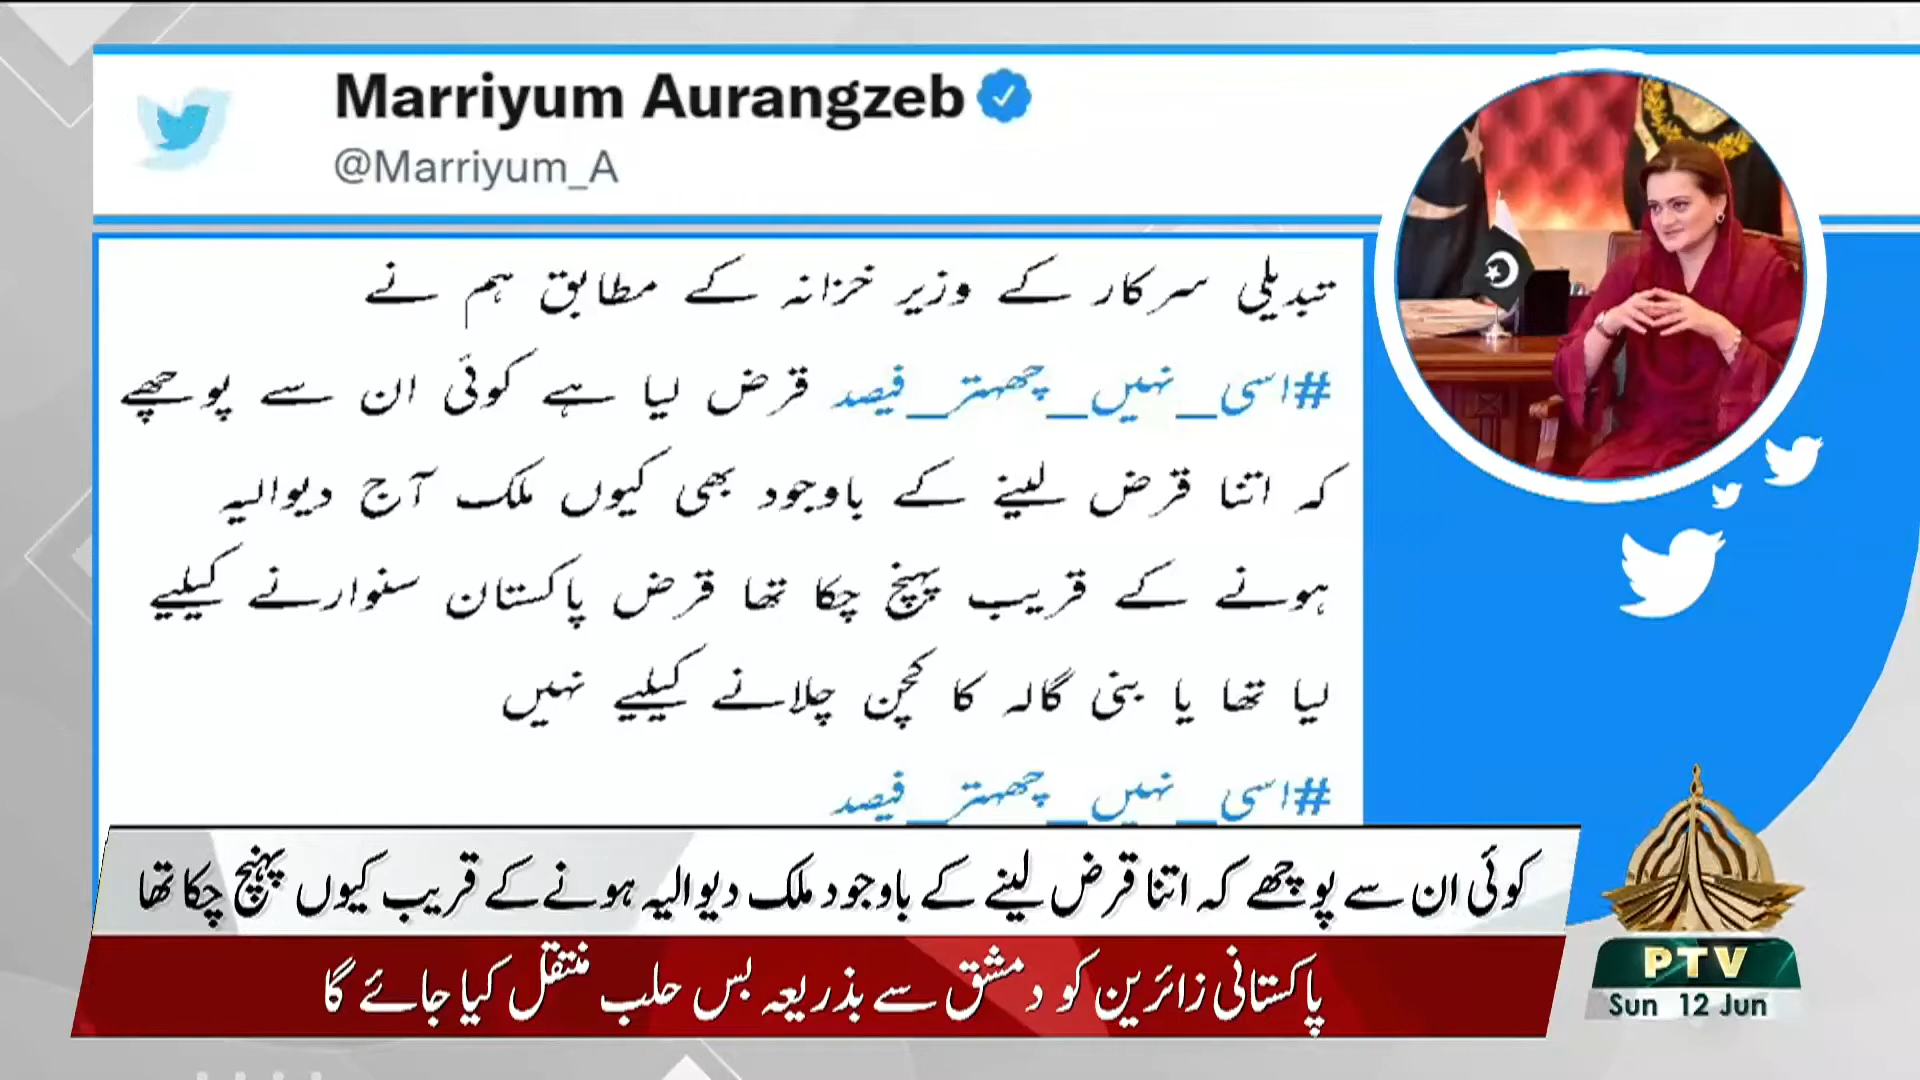 Marriyum Aurangzeb
@Marriyum_A
تبدیلی سرکار کے وزیر خزانہ کے مطابق ہم نے
#اسی_نہیں_چھہتر_فیصد قرض لیا ہے کوئی ان سے پوچھے
کہ اتنا قرض لینے کے باوجود بھی کیوں ملک آج دیوالیہ
ہونے کے قریب پہنچ چکا تھا قرض پاکستان سنوارنے کیلیے
لیا تھا یا بنی گالہ کا کچن چلانے کیلیے نہیں
#اسی_نہیں_چھہتر_فیصد
کوئی ان سے پوچھے کہ اتنا قرض لینے کے باوجود ملک دیوالیہ ہونے کے قریب کیوں پہنچ چکا تھا
پاکستانی زائرین کو دمشق سے بذریعہ بس حلب منتقل کیا جائے گا
PTV
Sun 12 Jun